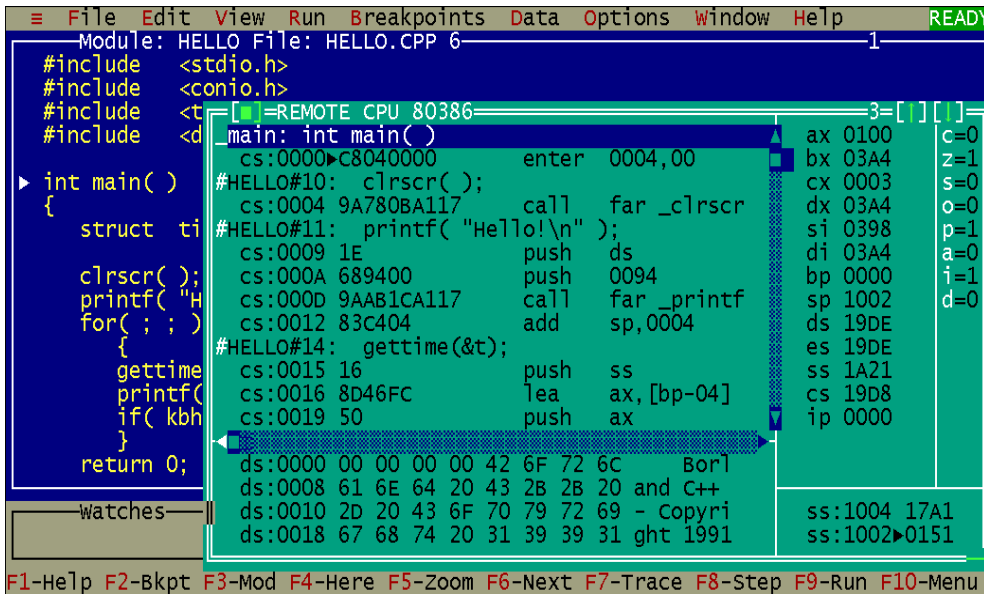 ≡ File Edit View Run Breakpoints Data Options Window Help READY
Module: HELLO File: HELLO.CPP 6 1
#include <stdio.h>
#include <conio.h>
#include <t
#include <d
int main( )
{
struct ti
clrscr( );
printf( "H
for( ; ; )
{
gettime
printf(
if( kbh
}
return 0;
[■]=REMOTE CPU 80386 3=[↑][↓]
_main: int main( )
cs:0000►C8040000 enter 0004,00
#HELLO#10: clrscr( );
cs:0004 9A780BA117 call far _clrscr
#HELLO#11: printf( "Hello!\n" );
cs:0009 1E push ds
cs:000A 689400 push 0094
cs:000D 9AAB1CA117 call far _printf
cs:0012 83C404 add sp,0004
#HELLO#14: gettime(&t);
cs:0015 16 push ss
cs:0016 8D46FC lea ax,[bp-04]
cs:0019 50 push ax
ax 0100 c=0
bx 03A4 z=1
cx 0003 s=0
dx 03A4 o=0
si 0398 p=1
di 03A4 a=0
bp 0000 i=1
sp 1002 d=0
ds 19DE
es 19DE
ss 1A21
cs 19D8
ip 0000
ds:0000 00 00 00 00 42 6F 72 6C Borl
ds:0008 61 6E 64 20 43 2B 2B 20 and C++
ds:0010 2D 20 43 6F 70 79 72 69 - Copyri
ds:0018 67 68 74 20 31 39 39 31 ght 1991
ss:1004 17A1
ss:1002►0151
Watches
F1-Help F2-Bkpt F3-Mod F4-Here F5-Zoom F6-Next F7-Trace F8-Step F9-Run F10-Menu